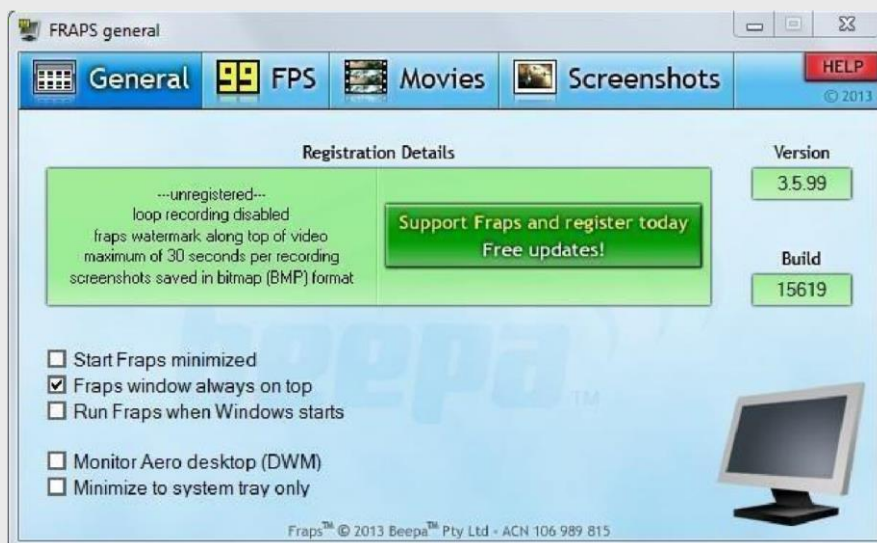 FRAPS general
General
99 FPS
Movies
Screenshots
HELP
© 2013
Registration Details
---unregistered---
loop recording disabled
fraps watermark along top of video
maximum of 30 seconds per recording
screenshots saved in bitmap (BMP) format
Support Fraps and register today
Free updates!
Version
3.5.99
Build
15619
beepa™
Start Fraps minimized
Fraps window always on top
Run Fraps when Windows starts
Monitor Aero desktop (DWM)
Minimize to system tray only
Fraps™ © 2013 Beepa™ Pty Ltd - ACN 106 989 815